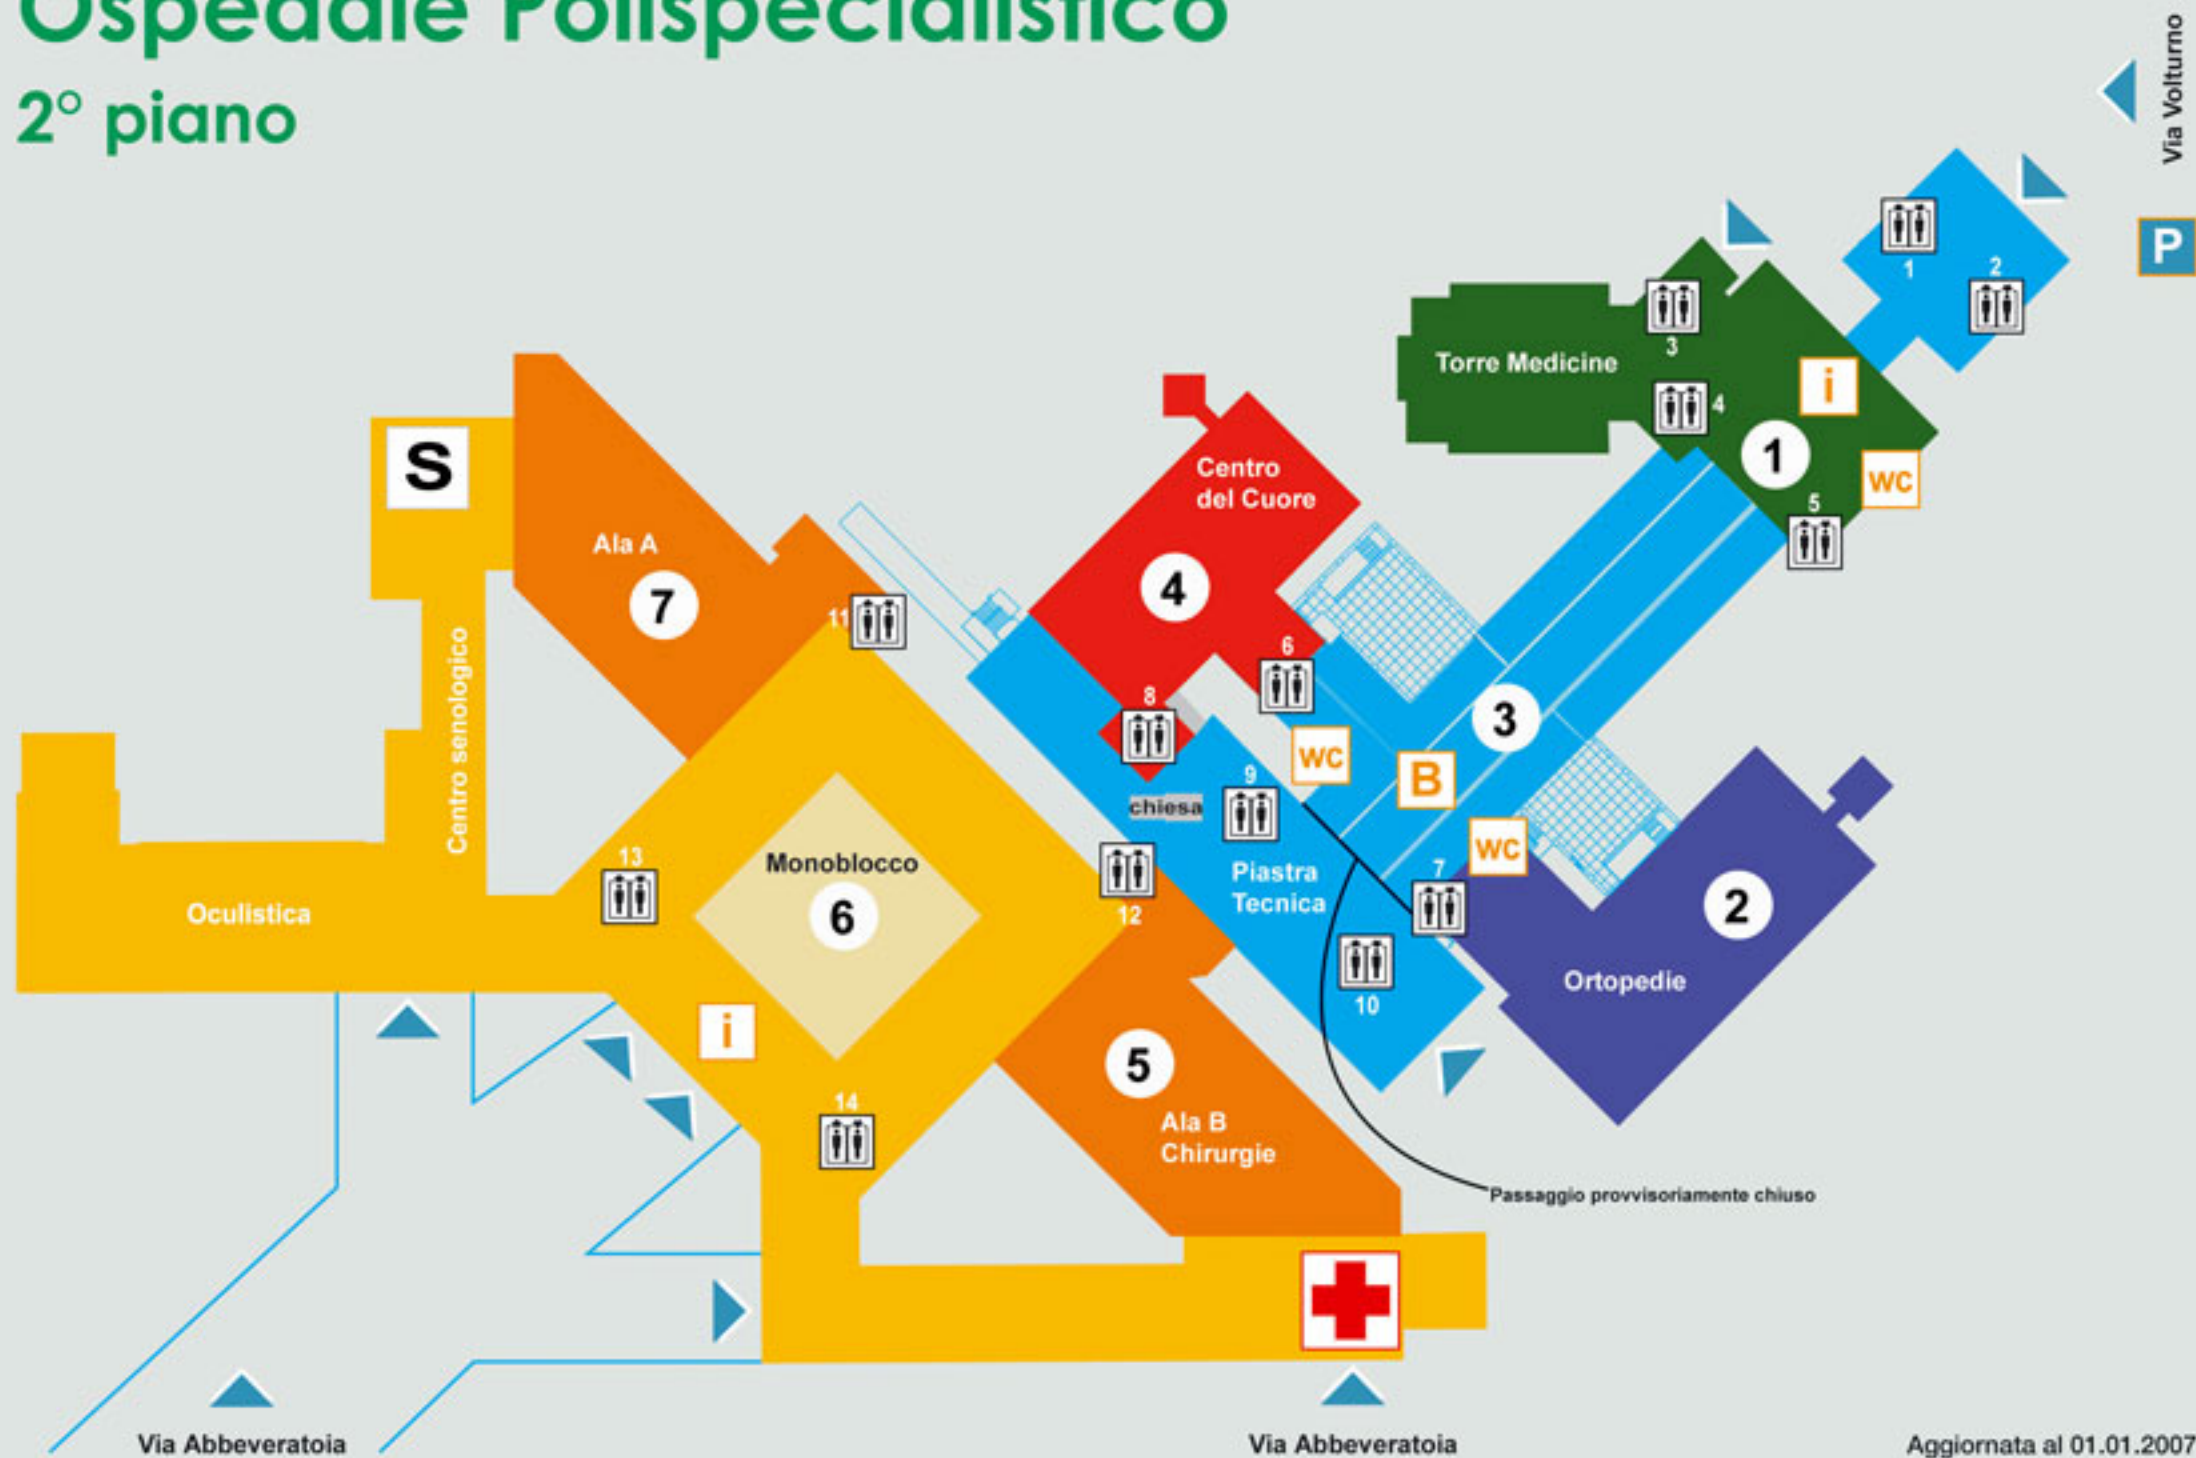 Ospedale Polispecialistico
2° piano
Via Volturno
P
1
2
3
Torre Medicine
4
i
1
wc
5
Centro
del Cuore
4
S
Ala A
7
11
6
8
3
wc
B
9
chiesa
wc
7
Piastra
Tecnica
2
Centro senologico
13
Monoblocco
6
12
Oculistica
10
Ortopedie
i
5
14
Ala B
Chirurgie
Passaggio provvisoriamente chiuso
Via Abbeveratoia
Via Abbeveratoia
Aggiornata al 01.01.2007